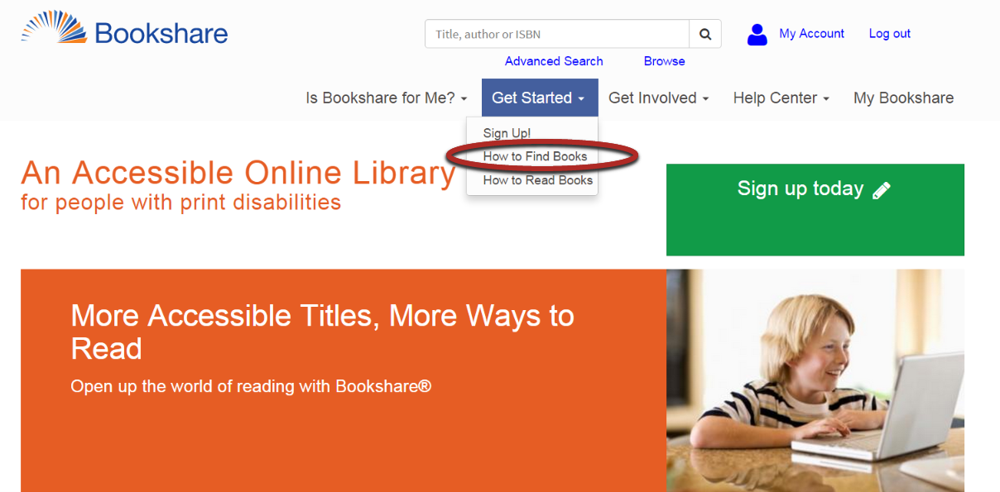 Bookshare
Title, author or ISBN
My Account
Log out
Advanced Search
Browse
Is Bookshare for Me?
Get Started
Get Involved
Help Center
My Bookshare
Sign Up!
How to Find Books
How to Read Books
An Accessible Online Library
for people with print disabilities
Sign up today
More Accessible Titles, More Ways to
Read
Open up the world of reading with Bookshare®